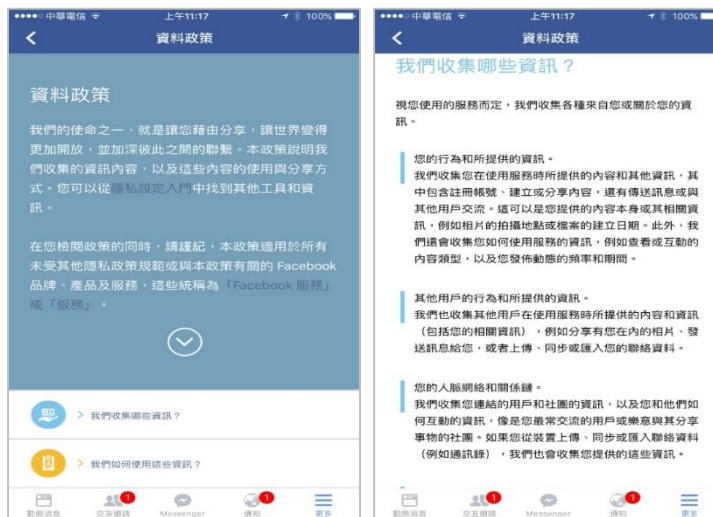 中華電信
上午11:17
100%
資料政策
資料政策
我們的使命之一，就是讓您藉由分享，讓世界變得
更加開放，並加深彼此之間的聯繫。本政策說明我
們收集的資訊內容，以及這些內容的使用與分享方
式。您可以從隱私設定入門中找到其他工具和資
訊。
在您檢閱政策的同時，請謹記，本政策適用於所有
未受其他隱私政策規範或與本政策有關的 Facebook
品牌、產品及服務，這些統稱為「Facebook 服務」
或「服務」。
> 我們收集哪些資訊？
> 我們如何使用這些資訊？
動態消息
交友邀請
1
Messenger
通知
1
更多
中華電信
上午11:17
100%
資料政策
我們收集哪些資訊？
視您使用的服務而定，我們收集各種來自您或關於您的資
訊。
您的行為和所提供的資訊。
我們收集您在使用服務時所提供的內容和其他資訊，其
中包含註冊帳號、建立或分享內容，還有傳送訊息或與
其他用戶交流。這可以是您提供的內容本身或其相關資
訊，例如相片的拍攝地點或檔案的建立日期。此外，我
們還會收集您如何使用服務的資訊，例如查看或互動的
內容類型，以及您發佈動態的頻率和期間。
其他用戶的行為和所提供的資訊。
我們也收集其他用戶在使用服務時所提供的內容和資訊
（包括您的相關資訊），例如分享有您在內的相片、發
送訊息給您，或者上傳、同步或匯入您的聯絡資料。
您的人脈網絡和關係鏈。
我們收集您連結的用戶和社團的資訊，以及您和他們如
何互動的資訊，像是您最常交流的用戶或樂意與其分享
事物的社團。如果您從裝置上傳、同步或匯入聯絡資料
（例如通訊錄），我們也會收集您提供的這些資訊。
動態消息
交友邀請
1
Messenger
通知
1
更多